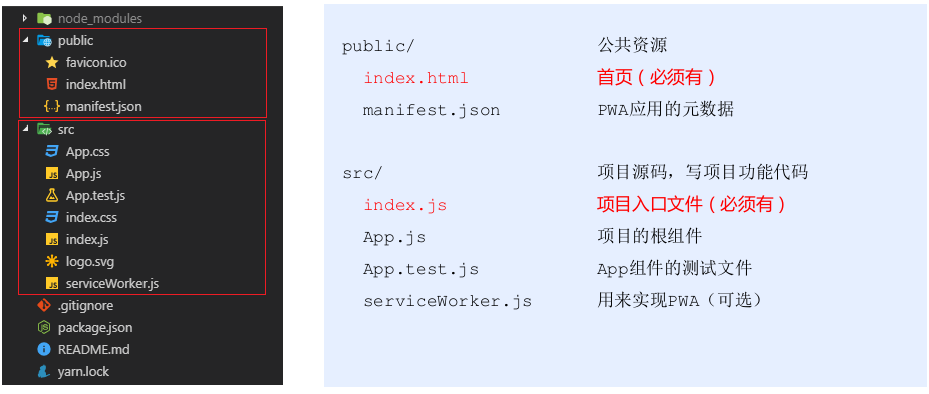 node_modules
public
favicon.ico
index.html
manifest.json
src
App.css
App.js
App.test.js
index.css
index.js
logo.svg
serviceWorker.js
.gitignore
package.json
README.md
yarn.lock
public/ 公共资源
index.html 首页（必须有）
manifest.json PWA应用的元数据
src/ 项目源码，写项目功能代码
index.js 项目入口文件（必须有）
App.js 项目的根组件
App.test.js App组件的测试文件
serviceWorker.js 用来实现PWA（可选）